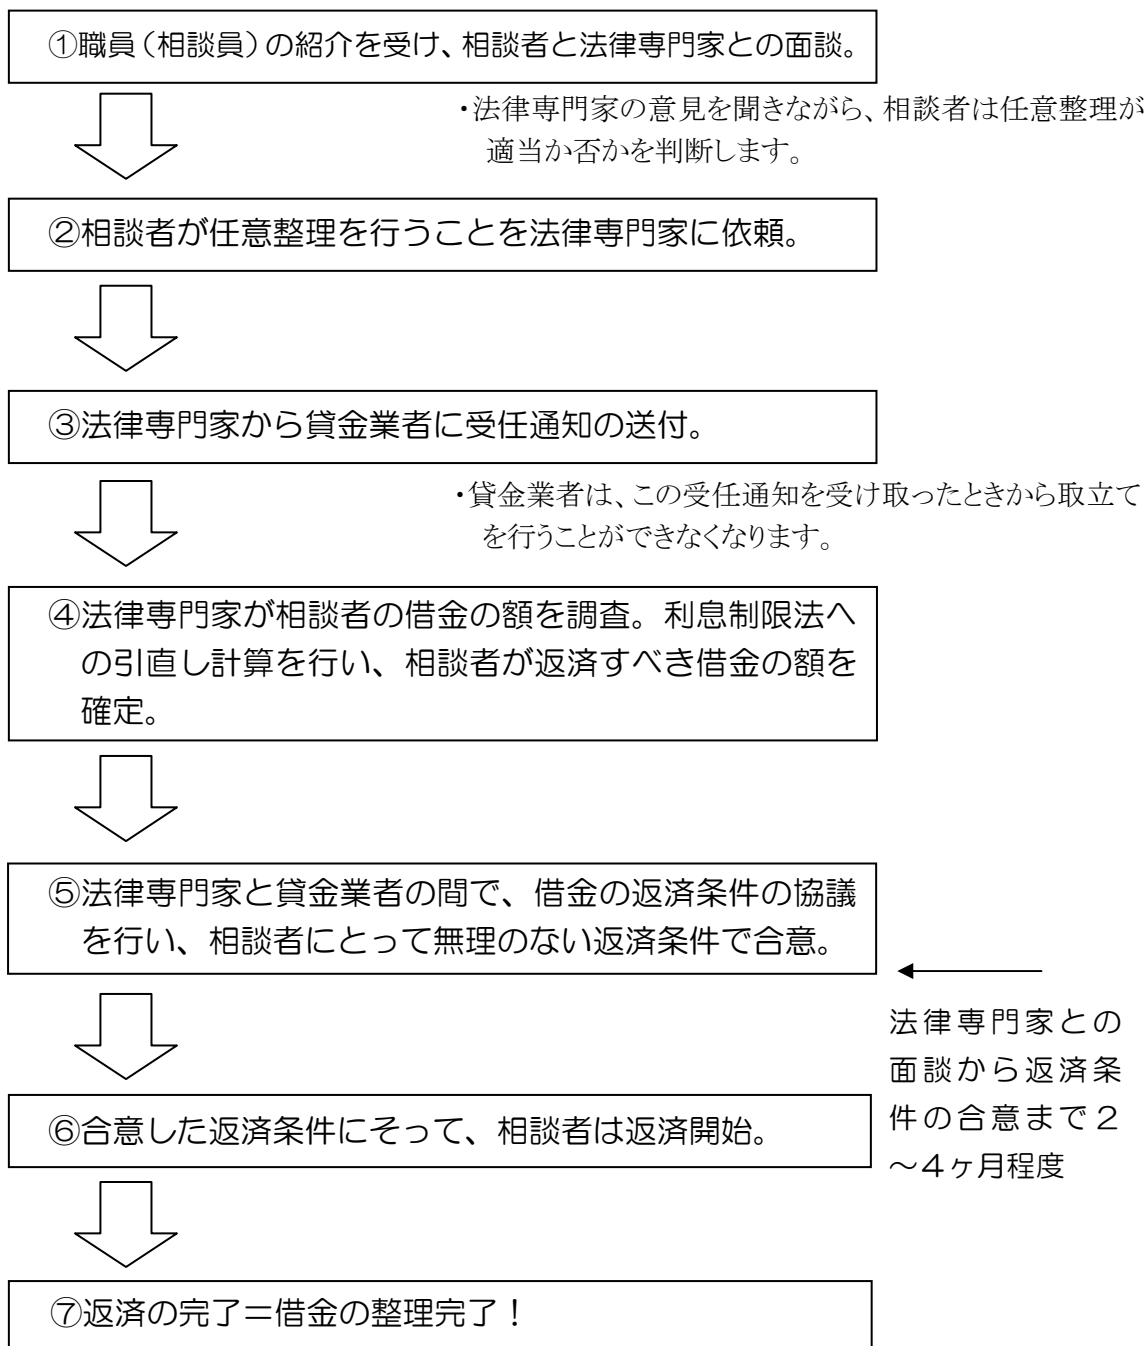 ①職員（相談員）の紹介を受け、相談者と法律専門家との面談。
・法律専門家の意見を聞きながら、相談者は任意整理が
適当か否かを判断します。
②相談者が任意整理を行うことを法律専門家に依頼。
③法律専門家から貸金業者に受任通知の送付。
・貸金業者は、この受任通知を受け取ったときから取立て
を行うことができなくなります。
④法律専門家が相談者の借金の額を調査。利息制限法へ
の引直し計算を行い、相談者が返済すべき借金の額を
確定。
⑤法律専門家と貸金業者の間で、借金の返済条件の協議
を行い、相談者にとって無理のない返済条件で合意。
法律専門家との
面談から返済条
件の合意まで２
～４ヶ月程度
⑥合意した返済条件にそって、相談者は返済開始。
⑦返済の完了＝借金の整理完了！